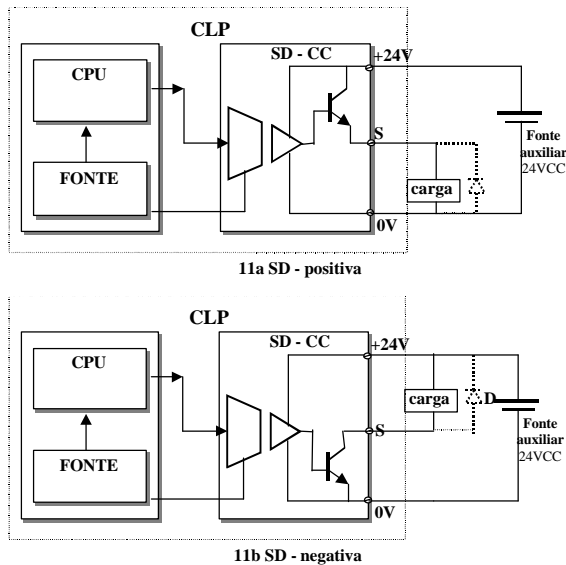 CLP
SD - CC
+24V
CPU
S
Fonte
auxiliar
24VCC
FONTE
carga
0V
11a SD - positiva
CLP
SD - CC
+24V
CPU
carga
D
Fonte
auxiliar
24VCC
S
FONTE
0V
11b SD - negativa